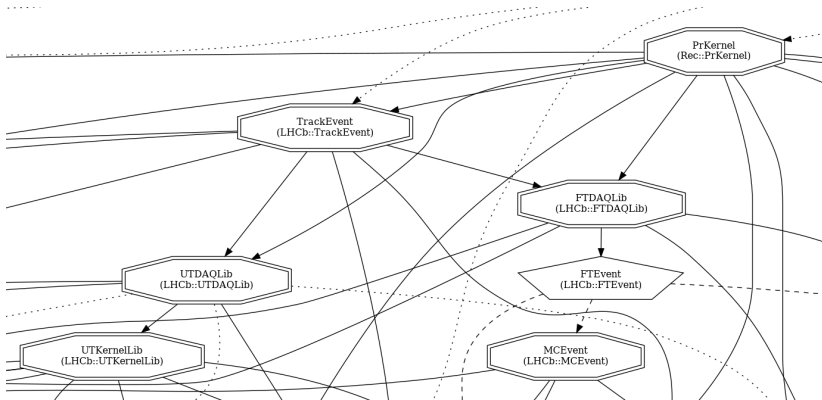 PrKernel
(Rec::PrKernel)
TrackEvent
(LHCb::TrackEvent)
FTDAQLib
(LHCb::FTDAQLib)
UTDAQLib
(LHCb::UTDAQLib)
FTEvent
(LHCb::FTEvent)
UTKernelLib
(LHCb::UTKernelLib)
MCEvent
(LHCb::MCEvent)